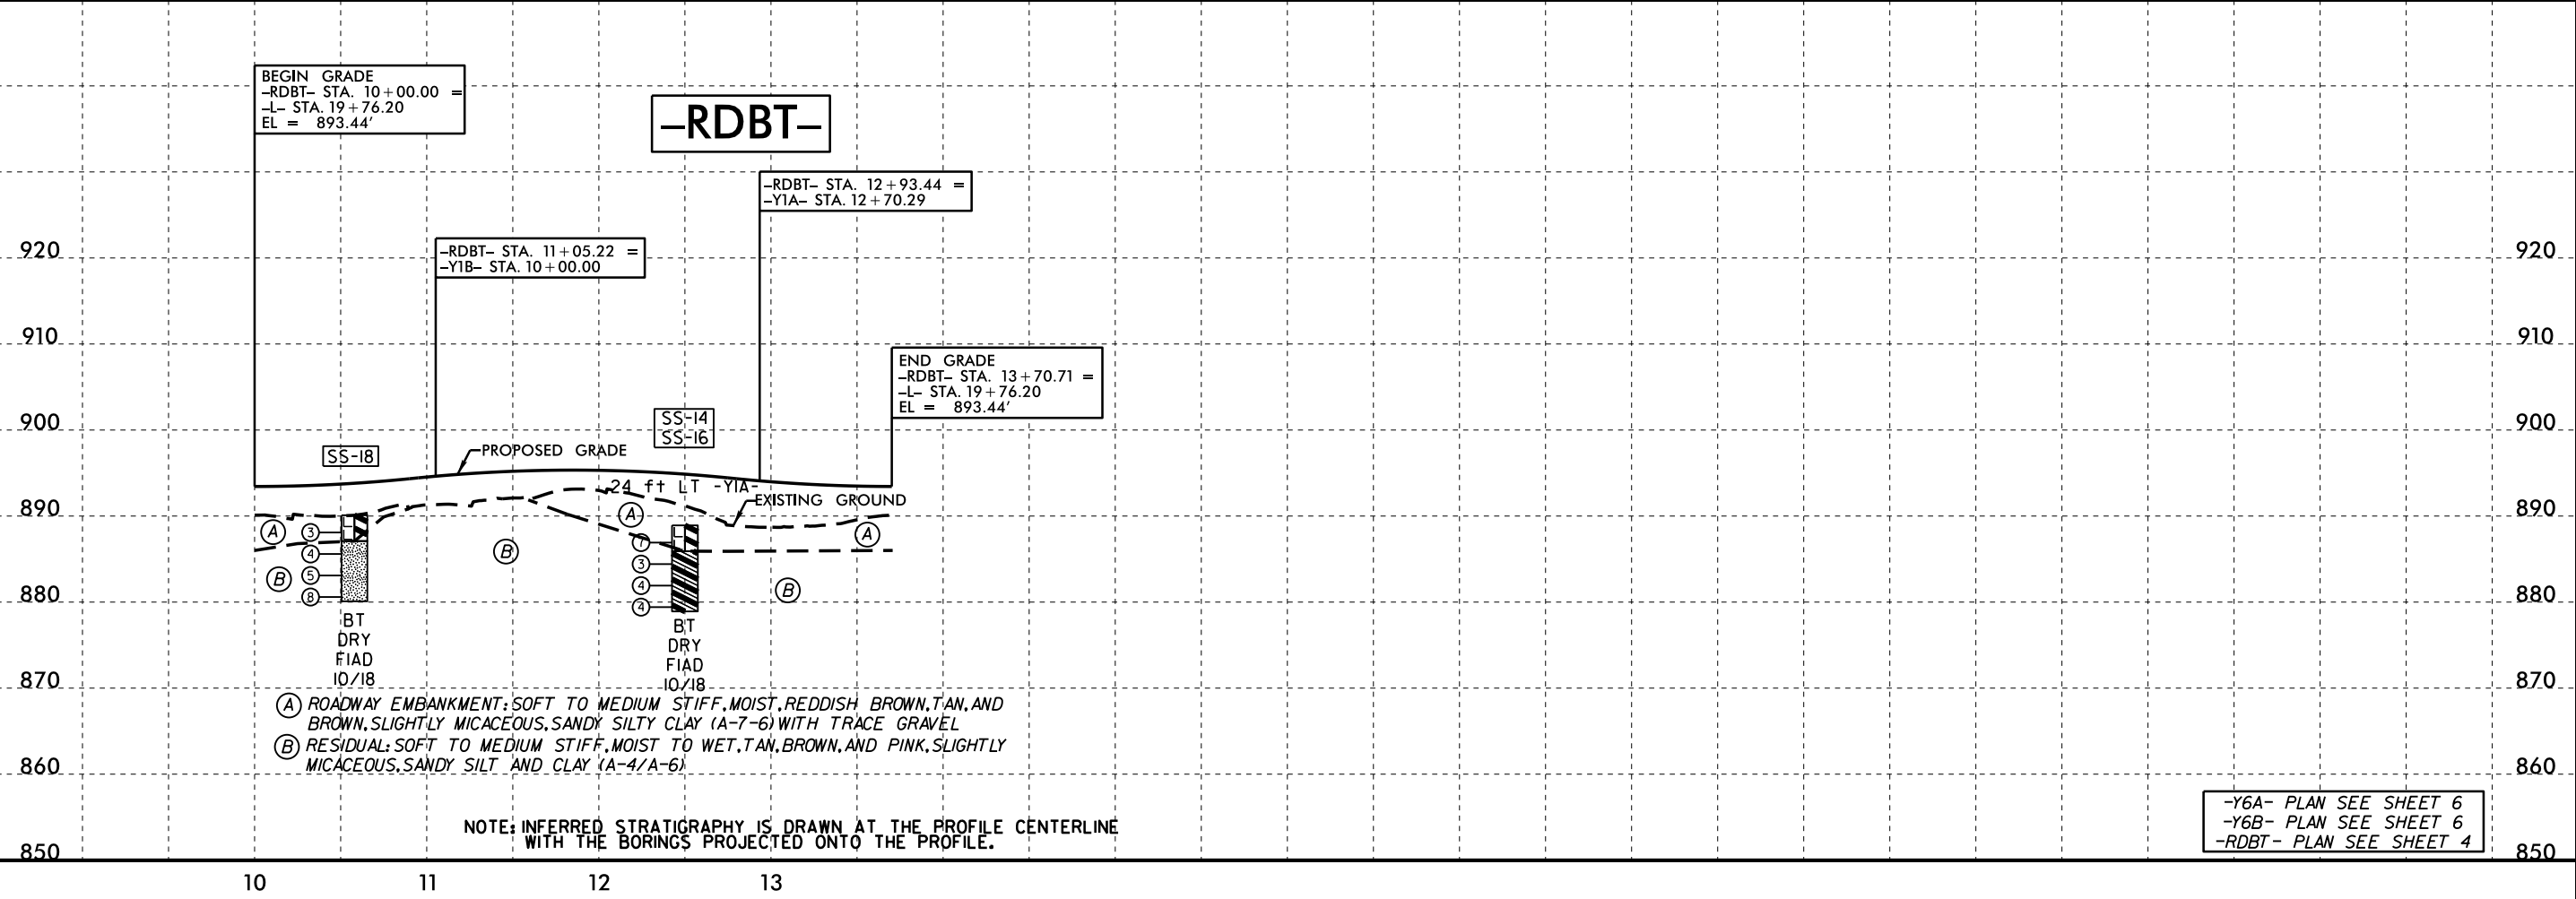 BEGIN GRADE
-RDBT- STA. 10+00.00 =
-L- STA. 19+76.20
EL = 893.44'
-RDBT-
-RDBT- STA. 12+93.44 =
-Y1A- STA. 12+70.29
-RDBT- STA. 11+05.22 =
-Y1B- STA. 10+00.00
END GRADE
-RDBT- STA. 13+70.71 =
-L- STA. 19+76.20
EL = 893.44'
920
920
910
910
900
900
890
890
880
880
870
870
860
860
850
850
SS-18
SS-14
SS-16
PROPOSED GRADE
24 ft LT -Y1A-
EXISTING GROUND
A
B
3
4
5
8
B
A
3
4
4
A
B
BT
DRY
FIAD
10/18
BT
DRY
FIAD
10/18
A ROADWAY EMBANKMENT: SOFT TO MEDIUM STIFF, MOIST, REDDISH BROWN, TAN, AND
BROWN, SLIGHTLY MICACEOUS, SANDY SILTY CLAY (A-7-6) WITH TRACE GRAVEL
B RESIDUAL: SOFT TO MEDIUM STIFF, MOIST TO WET, TAN, BROWN, AND PINK, SLIGHTLY
MICACEOUS, SANDY SILT AND CLAY (A-4/A-6)
NOTE: INFERRED STRATIGRAPHY IS DRAWN AT THE PROFILE CENTERLINE
WITH THE BORINGS PROJECTED ONTO THE PROFILE.
-Y6A- PLAN SEE SHEET 6
-Y6B- PLAN SEE SHEET 6
-RDBT- PLAN SEE SHEET 4
10 11 12 13